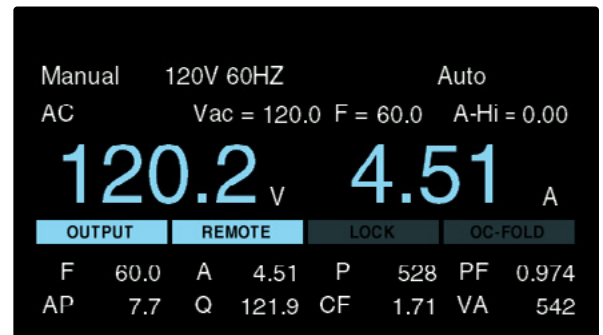 Manual 120V 60HZ Auto
AC Vac = 120.0 F = 60.0 A-Hi = 0.00
120.2 V 4.51 A
OUTPUT REMOTE LOCK OC-FOLD
F 60.0 A 4.51 P 528 PF 0.974
AP 7.7 Q 121.9 CF 1.71 VA 542